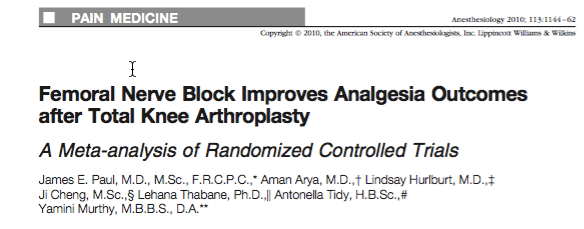 PAIN MEDICINE
Anesthesiology 2010; 113:1144–62
Copyright © 2010, the American Society of Anesthesiologists, Inc. Lippincott Williams & Wilkins
Femoral Nerve Block Improves Analgesia Outcomes
after Total Knee Arthroplasty
A Meta-analysis of Randomized Controlled Trials
James E. Paul, M.D., M.Sc., F.R.C.P.C.,* Aman Arya, M.D.,† Lindsay Hurlburt, M.D.,‡
Ji Cheng, M.Sc.,§ Lehana Thabane, Ph.D.,‖ Antonella Tidy, H.B.Sc.,#
Yamini Murthy, M.B.B.S., D.A.**